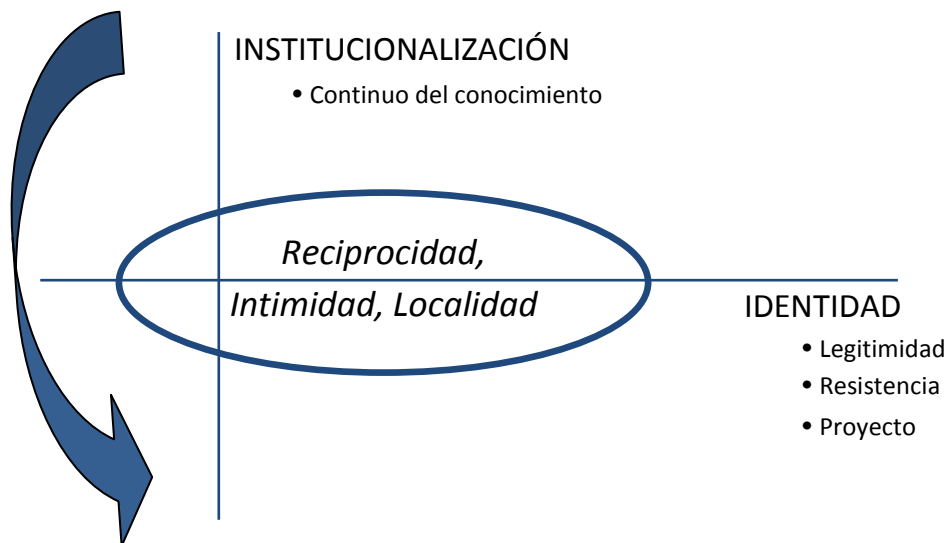 INSTITUCIONALIZACIÓN
• Continuo del conocimiento
Reciprocidad,
Intimidad, Localidad
IDENTIDAD
• Legitimidad
• Resistencia
• Proyecto